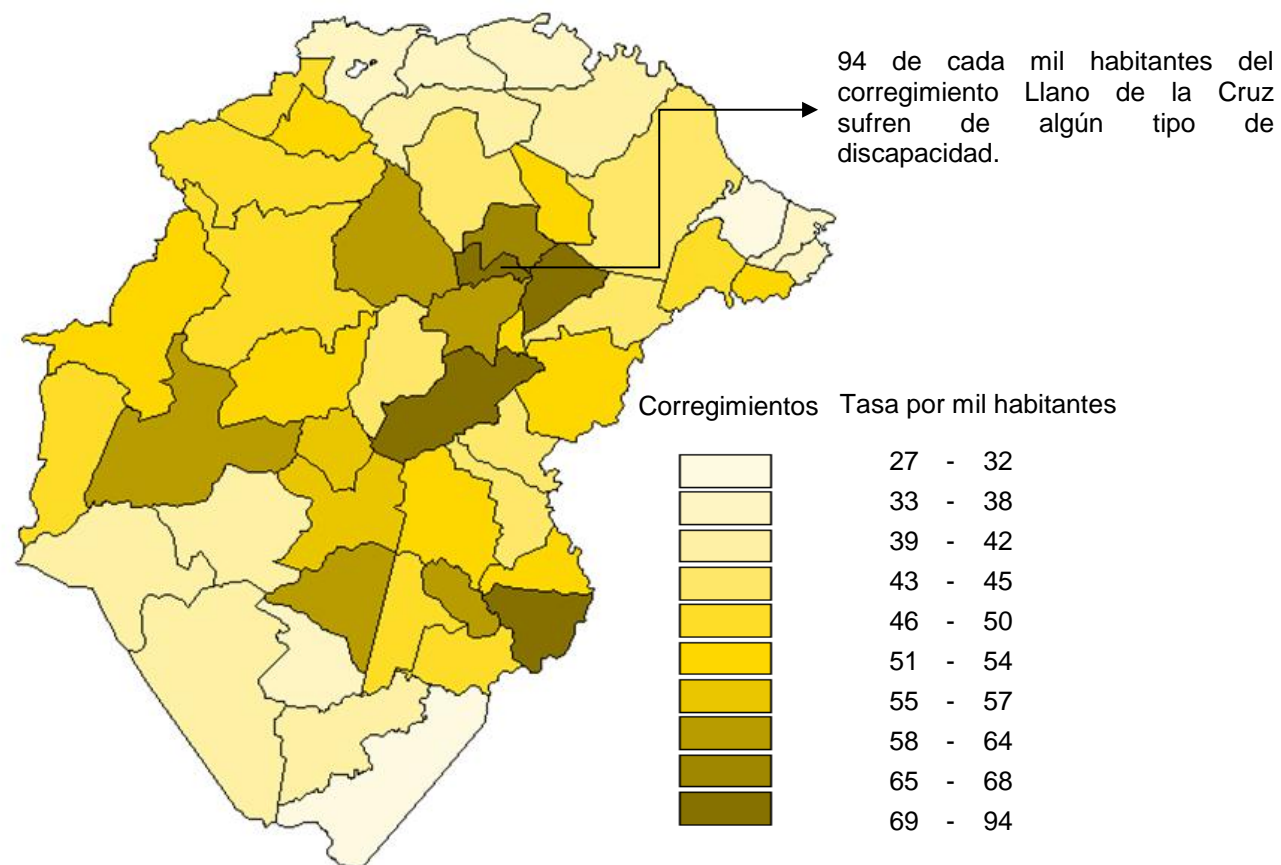 94 de cada mil habitantes del
corregimiento Llano de la Cruz
sufren de algún tipo de
discapacidad.
Corregimientos Tasa por mil habitantes
27 - 32
33 - 38
39 - 42
43 - 45
46 - 50
51 - 54
55 - 57
58 - 64
65 - 68
69 - 94